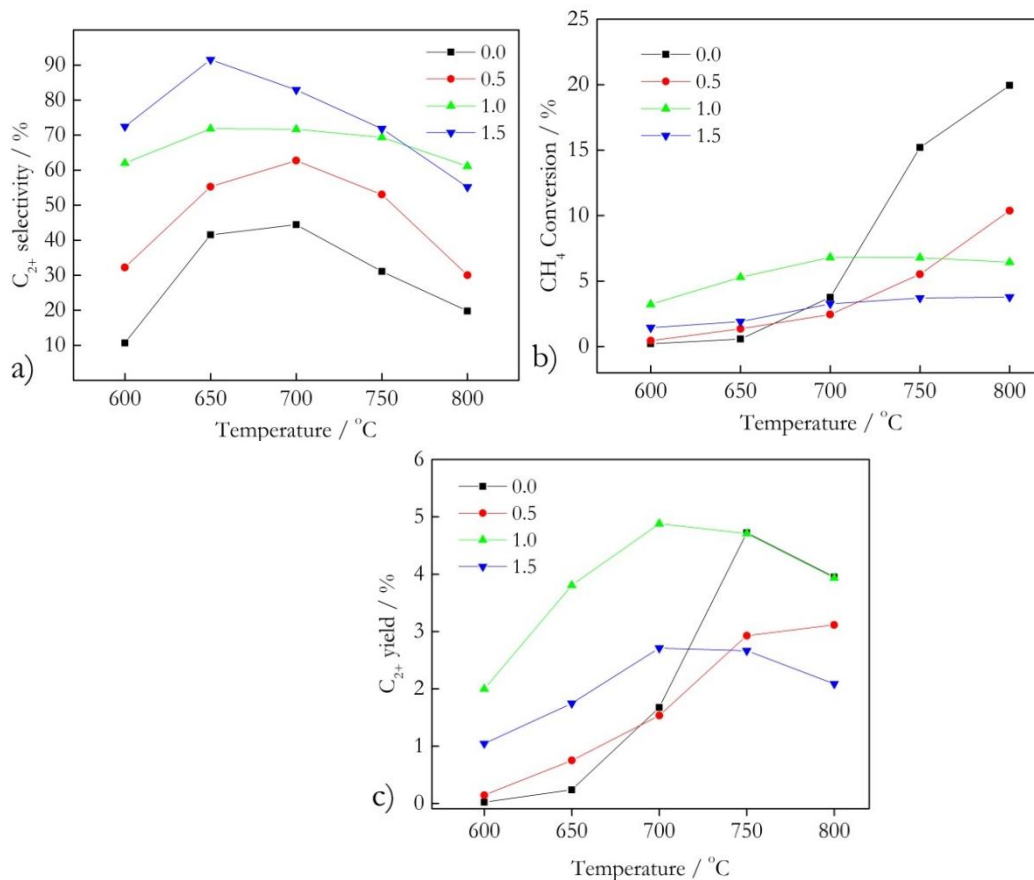 90
80
70
60
50
40
30
20
10
C2+ selectivity / %
0.0
0.5
1.0
1.5
600 650 700 750 800
Temperature / °C
a)
25
20
15
10
5
0
CH4 Conversion / %
0.0
0.5
1.0
1.5
600 650 700 750 800
Temperature / °C
b)
6
5
4
3
2
1
0
C2+ yield / %
0.0
0.5
1.0
1.5
600 650 700 750 800
Temperature / °C
c)